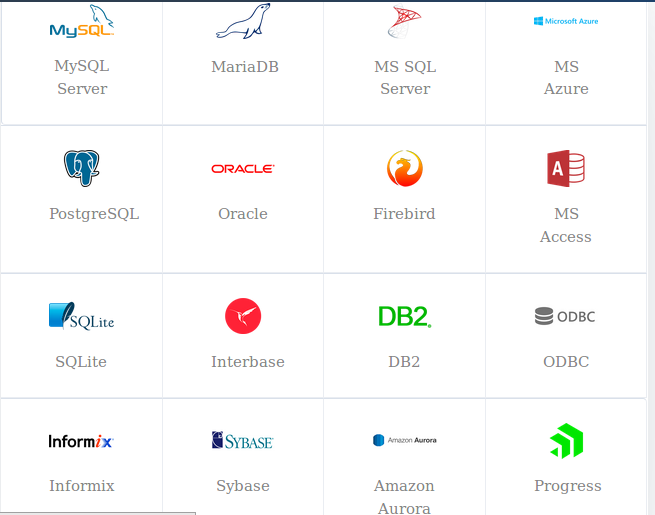 MySQL
Microsoft Azure
MySQL
Server
MariaDB
MS SQL
Server
MS
Azure
ORACLE
A
PostgreSQL
Oracle
Firebird
MS
Access
SQLite
DB2
ODBC
SQLite
Interbase
DB2
ODBC
Informix
SYBASE
Amazon Aurora
Informix
Sybase
Amazon
Aurora
Progress